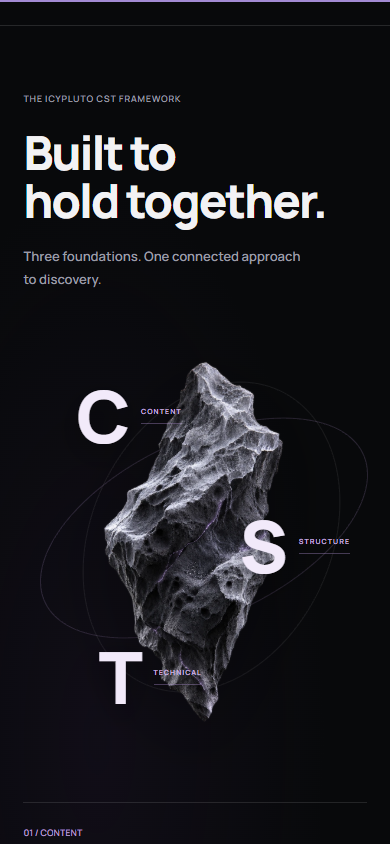 THE ICYPLUTO CST FRAMEWORK
Built to
hold together.
Three foundations. One connected approach
to discovery.
C CONTENT
S STRUCTURE
T TECHNICAL
01 / CONTENT